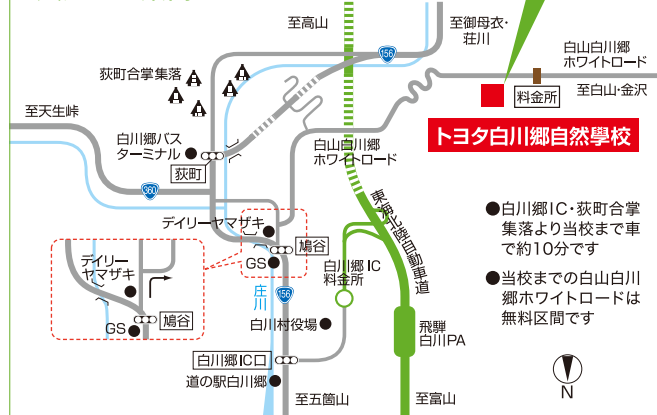 至高山
156
至御母衣・
荘川
白山白川郷
ホワイトロード
荻町合掌集落
料金所
至白山・金沢
至天生峠
トヨタ白川郷自然學校
白川郷バス
ターミナル
荻町
白山白川郷
ホワイトロード
360
東海北陸自動車道
デイリーヤマザキ
鳩谷
GS
デイリー
ヤマザキ
鳩谷
GS
庄川
156
白川郷IC
料金所
白川村役場
飛騨
白川PA
白川郷IC口
道の駅白川郷
至五箇山
至富山
●白川郷IC・荻町合掌
集落より当校まで車
で約10分です
●当校までの白山白川
郷ホワイトロードは
無料区間です
N